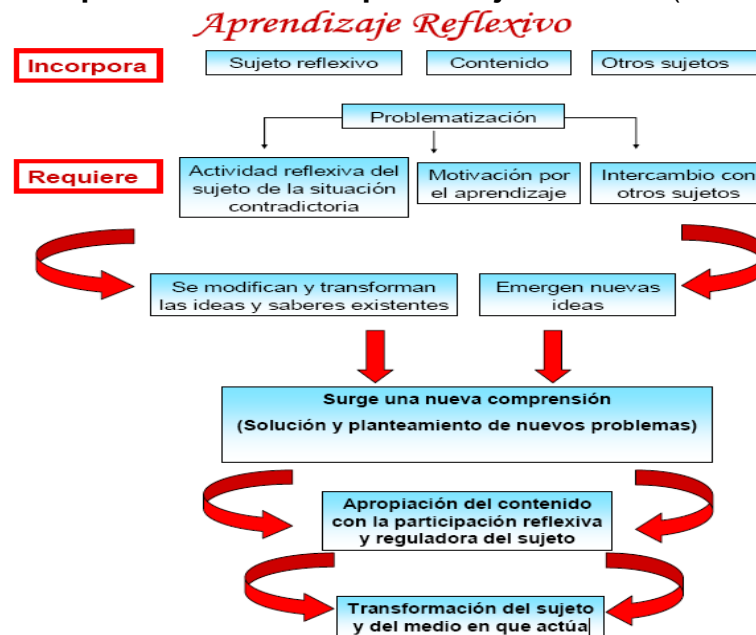 Aprendizaje Reflexivo
Incorpora
Sujeto reflexivo
Contenido
Otros sujetos
Problematización
Requiere
Actividad reflexiva del
sujeto de la situación
contradictoria
Motivación por
el aprendizaje
Intercambio con
otros sujetos
Se modifican y transforman
las ideas y saberes existentes
Emergen nuevas
ideas
Surge una nueva comprensión
(Solución y planteamiento de nuevos problemas)
Apropiación del contenido
con la participación reflexiva
y reguladora del sujeto
Transformación del sujeto
y del medio en que actúa